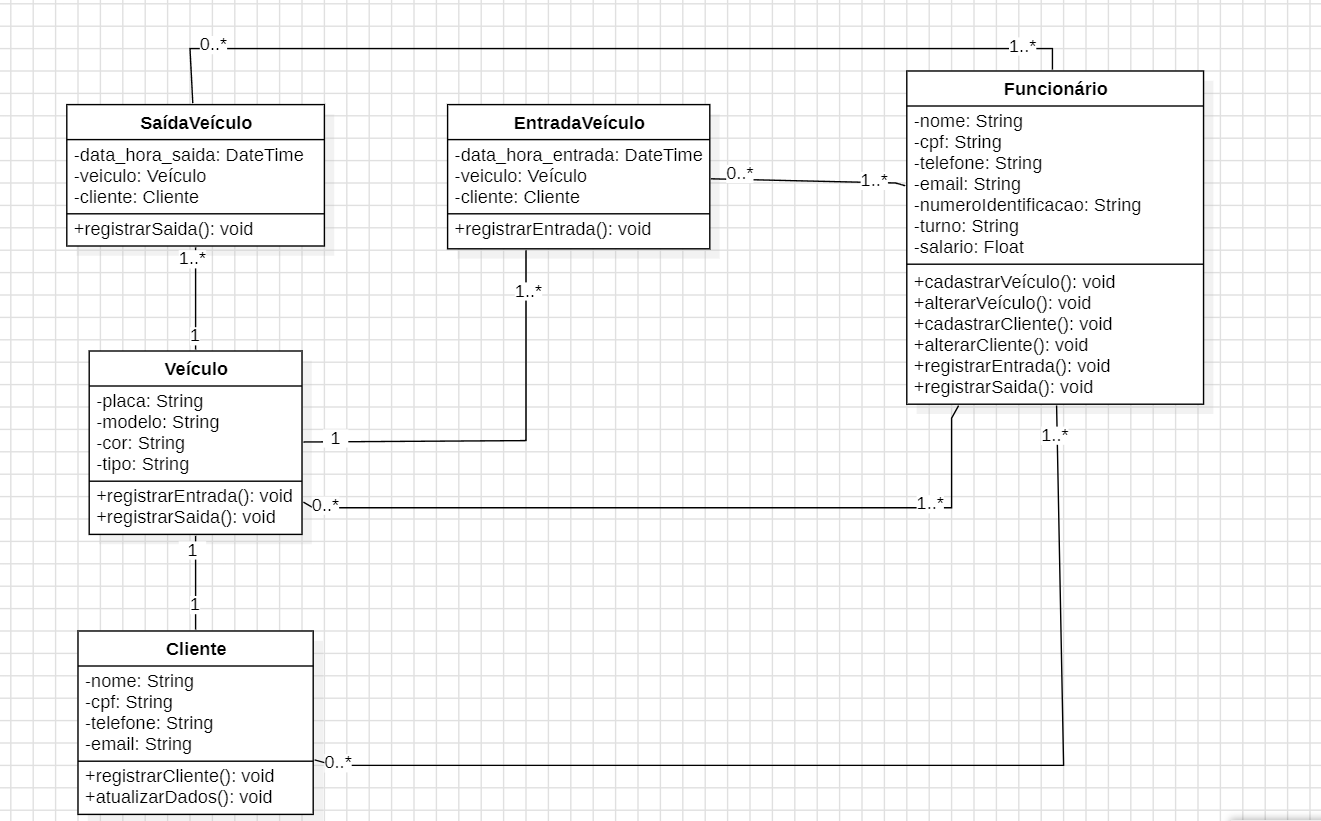 0..*
1..*
SaídaVeículo
-data_hora_saida: DateTime
-veiculo: Veículo
-cliente: Cliente
+registrarSaida(): void
EntradaVeículo
-data_hora_entrada: DateTime
-veiculo: Veículo
-cliente: Cliente
+registrarEntrada(): void
0..*
1..*
Funcionário
-nome: String
-cpf: String
-telefone: String
-email: String
-numeroIdentificacao: String
-turno: String
-salario: Float
+cadastrarVeículo(): void
+alterarVeículo(): void
+cadastrarCliente(): void
+alterarCliente(): void
+registrarEntrada(): void
+registrarSaida(): void
1..*
1
1..*
1
Veículo
-placa: String
-modelo: String
-cor: String
-tipo: String
+registrarEntrada(): void
+registrarSaida(): void
0..*
1..*
1..*
1
1
Cliente
-nome: String
-cpf: String
-telefone: String
-email: String
+registrarCliente(): void
+atualizarDados(): void
0..*